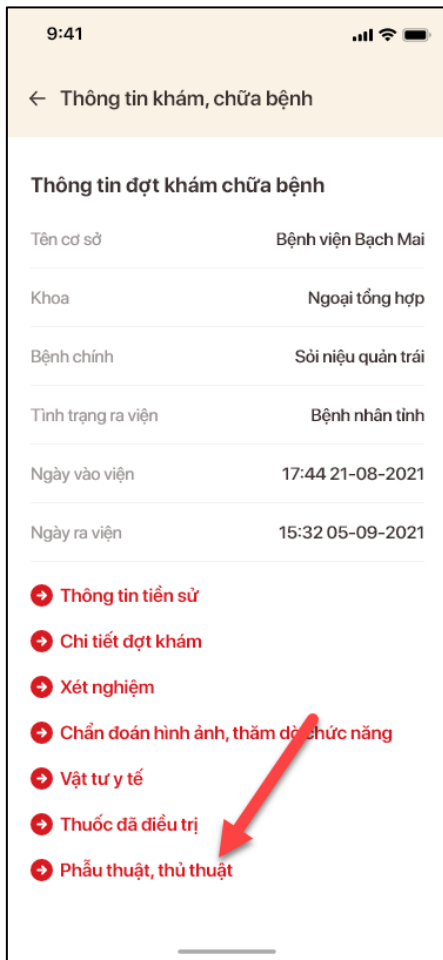 9:41
Thông tin khám, chữa bệnh
Thông tin đợt khám chữa bệnh
Tên cơ sở Bệnh viện Bạch Mai
Khoa Ngoại tổng hợp
Bệnh chính Sỏi niệu quản trái
Tình trạng ra viện Bệnh nhân tỉnh
Ngày vào viện 17:44 21-08-2021
Ngày ra viện 15:32 05-09-2021
Thông tin tiền sử
Chi tiết đợt khám
Xét nghiệm
Chẩn đoán hình ảnh, thăm dò chức năng
Vật tư y tế
Thuốc đã điều trị
Phẫu thuật, thủ thuật